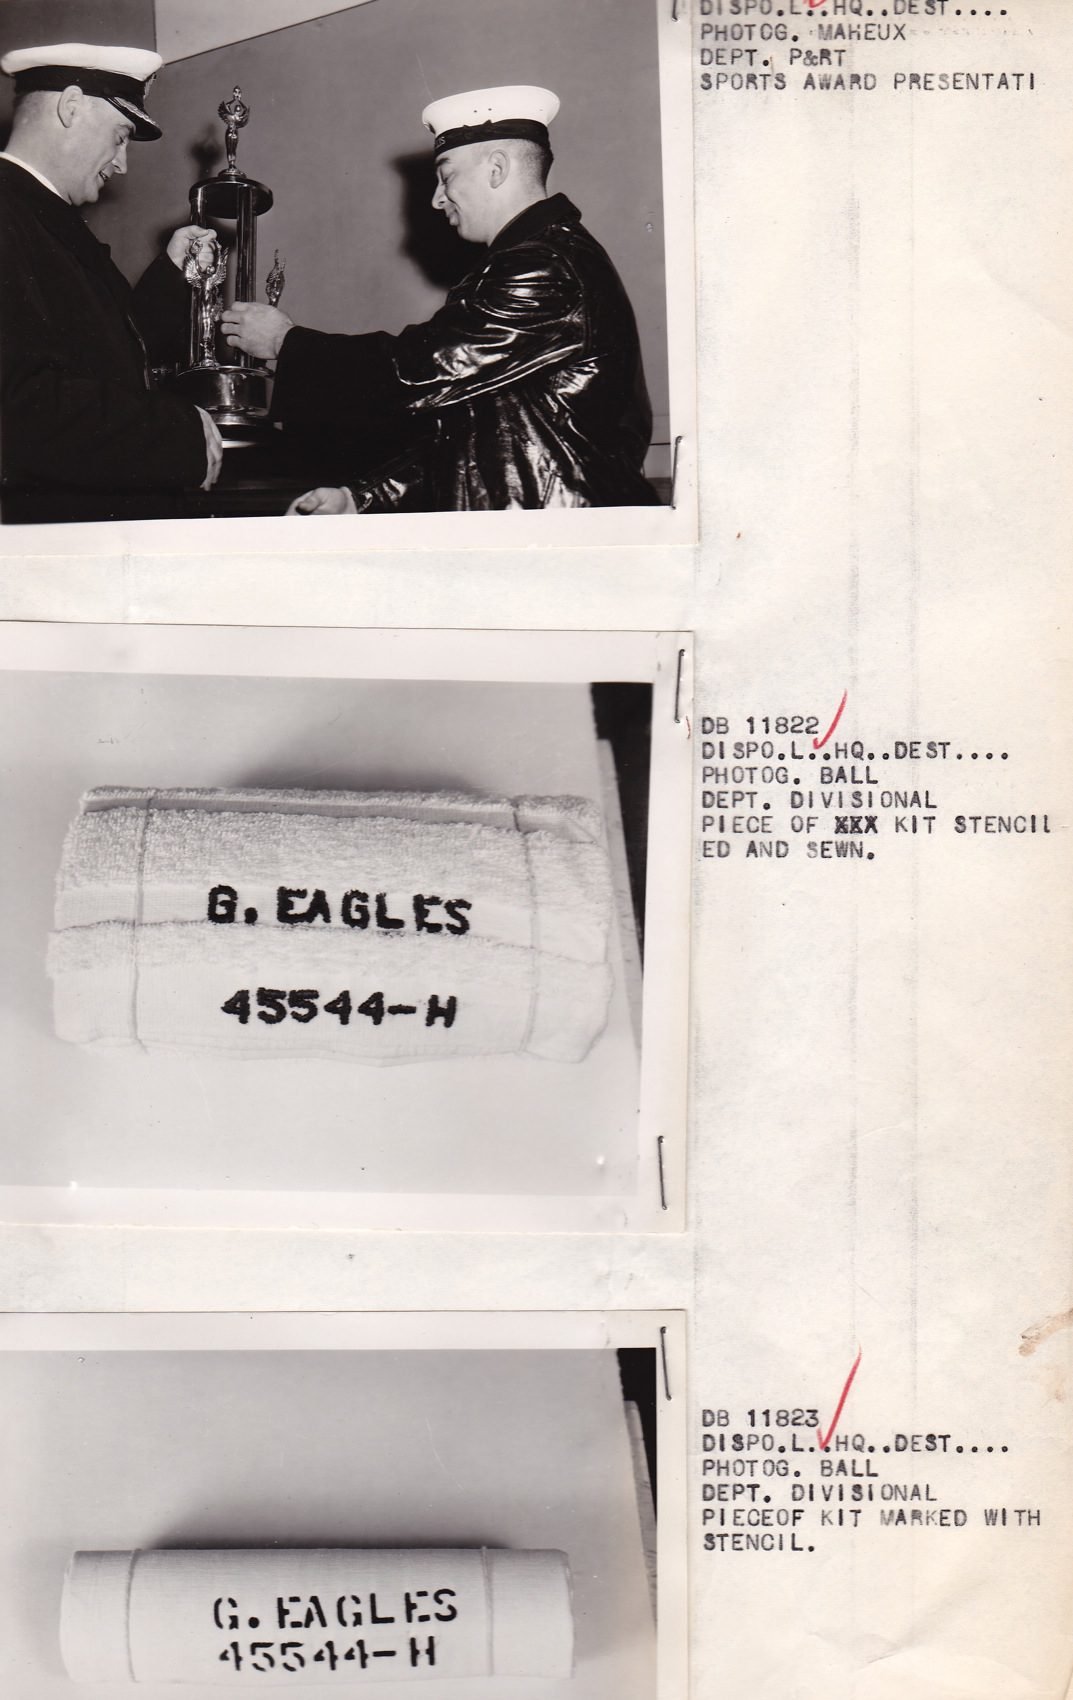 DISPO.L..HQ..DEST....
PHOTOG. MAHEUX
DEPT. P&RT
SPORTS AWARD PRESENTATI
DB 11822
DISPO.L..HQ..DEST....
PHOTOG. BALL
DEPT. DIVISIONAL
PIECE OF XXX KIT STENCIL
ED AND SEWN.
G. EAGLES
45544-H
DB 11823
DISPO.L..HQ..DEST....
PHOTOG. BALL
DEPT. DIVISIONAL
PIECEOF KIT MARKED WITH
STENCIL.
G. EAGLES
45544-H